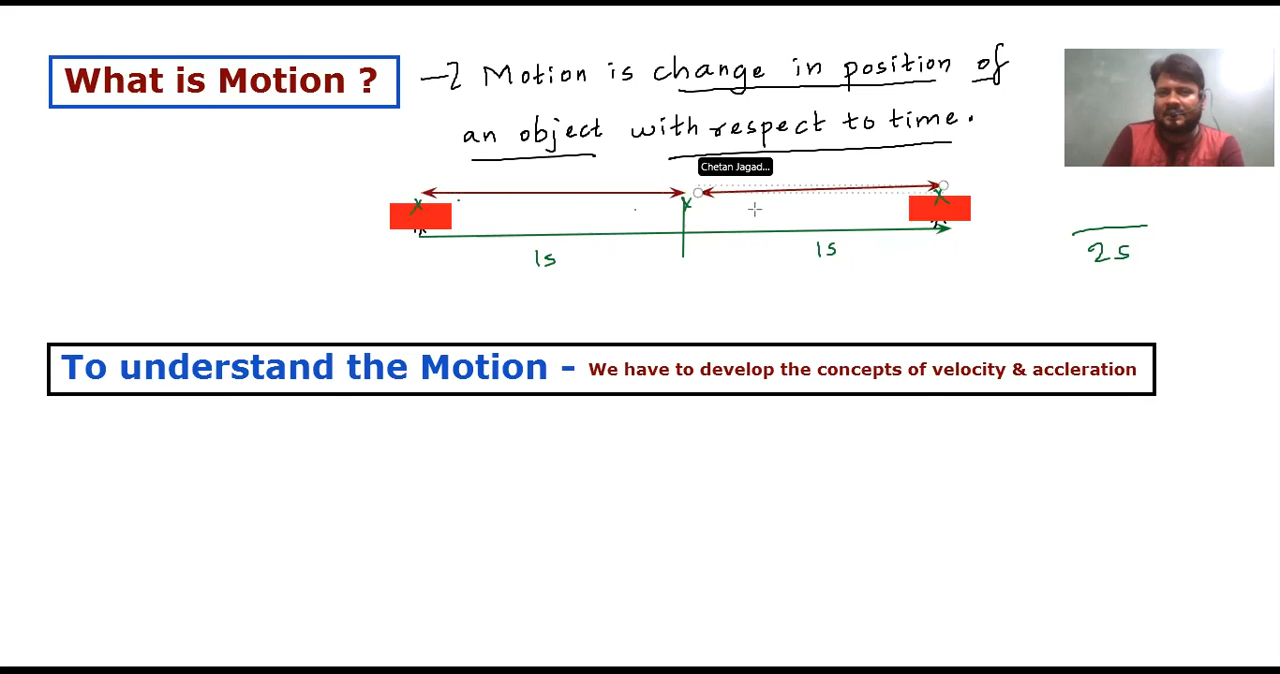 What is Motion ?
Motion is change in position of
an object with respect to time.
Chetan Jagad...
x x x
1s 1s
2s
To understand the Motion - We have to develop the concepts of velocity & accleration